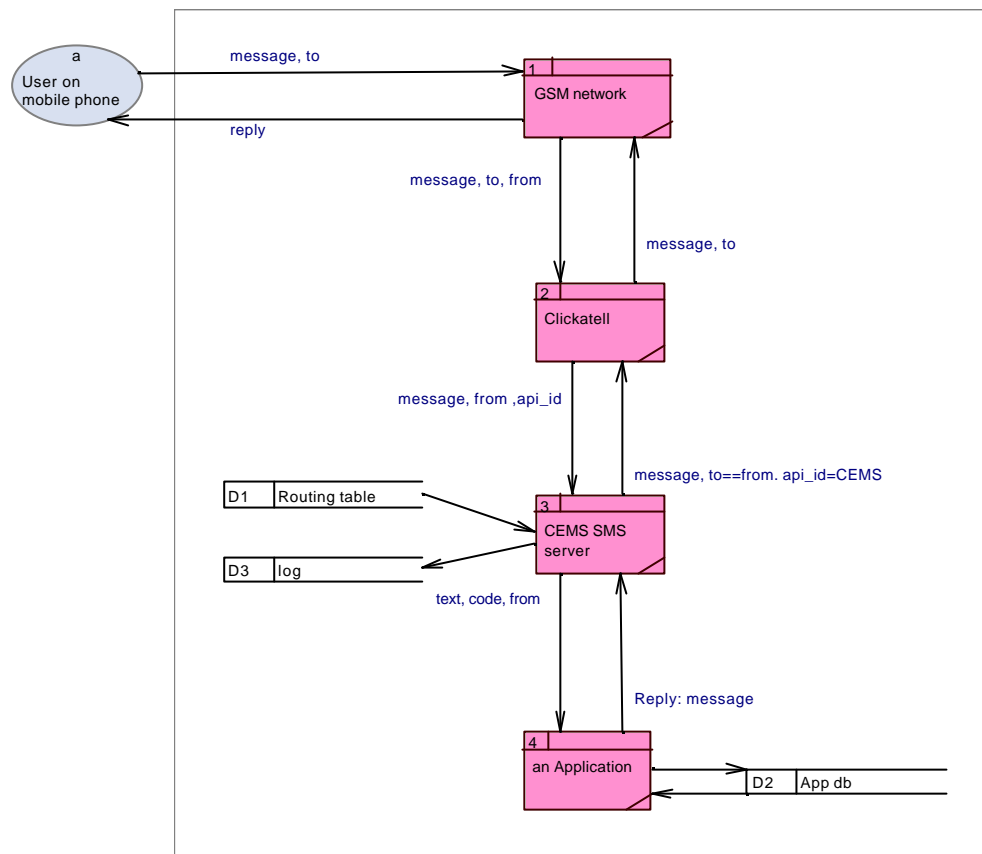 a
User on
mobile phone
message, to
reply
1
GSM network
message, to, from
message, to
2
Clickatell
message, from ,api_id
message, to==from. api_id=CEMS
D1 Routing table
3
CEMS SMS
server
D3 log
text, code, from
Reply: message
4
an Application
D2 App db